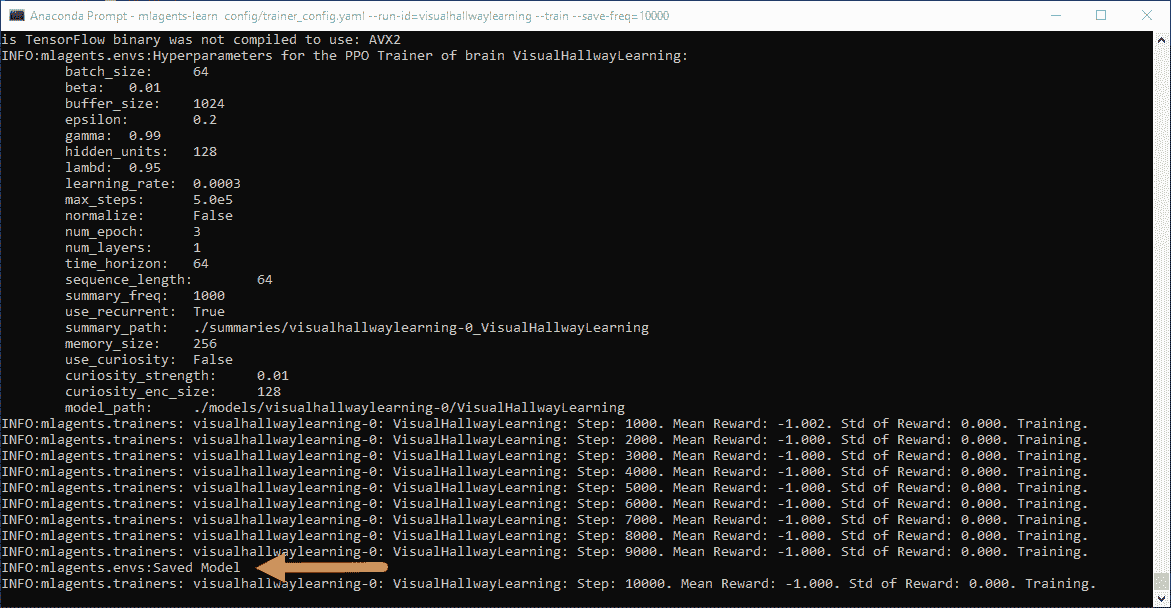 Anaconda Prompt - mlagents-learn config/trainer_config.yaml --run-id=visualhallwaylearning --train --save-freq=10000
is TensorFlow binary was not compiled to use: AVX2
INFO:mlagents.envs:Hyperparameters for the PPO Trainer of brain VisualHallwayLearning:
batch_size: 64
beta: 0.01
buffer_size: 1024
epsilon: 0.2
gamma: 0.99
hidden_units: 128
lambd: 0.95
learning_rate: 0.0003
max_steps: 5.0e5
normalize: False
num_epoch: 3
num_layers: 1
time_horizon: 64
sequence_length: 64
summary_freq: 1000
use_recurrent: True
summary_path: ./summaries/visualhallwaylearning-0_VisualHallwayLearning
memory_size: 256
use_curiosity: False
curiosity_strength: 0.01
curiosity_enc_size: 128
model_path: ./models/visualhallwaylearning-0/VisualHallwayLearning
INFO:mlagents.trainers: visualhallwaylearning-0: VisualHallwayLearning: Step: 1000. Mean Reward: -1.002. Std of Reward: 0.000. Training.
INFO:mlagents.trainers: visualhallwaylearning-0: VisualHallwayLearning: Step: 2000. Mean Reward: -1.000. Std of Reward: 0.000. Training.
INFO:mlagents.trainers: visualhallwaylearning-0: VisualHallwayLearning: Step: 3000. Mean Reward: -1.000. Std of Reward: 0.000. Training.
INFO:mlagents.trainers: visualhallwaylearning-0: VisualHallwayLearning: Step: 4000. Mean Reward: -1.000. Std of Reward: 0.000. Training.
INFO:mlagents.trainers: visualhallwaylearning-0: VisualHallwayLearning: Step: 5000. Mean Reward: -1.000. Std of Reward: 0.000. Training.
INFO:mlagents.trainers: visualhallwaylearning-0: VisualHallwayLearning: Step: 6000. Mean Reward: -1.000. Std of Reward: 0.000. Training.
INFO:mlagents.trainers: visualhallwaylearning-0: VisualHallwayLearning: Step: 7000. Mean Reward: -1.000. Std of Reward: 0.000. Training.
INFO:mlagents.trainers: visualhallwaylearning-0: VisualHallwayLearning: Step: 8000. Mean Reward: -1.000. Std of Reward: 0.000. Training.
INFO:mlagents.trainers: visualhallwaylearning-0: VisualHallwayLearning: Step: 9000. Mean Reward: -1.000. Std of Reward: 0.000. Training.
INFO:mlagents.envs:Saved Model
INFO:mlagents.trainers: visualhallwaylearning-0: VisualHallwayLearning: Step: 10000. Mean Reward: -1.000. Std of Reward: 0.000. Training.